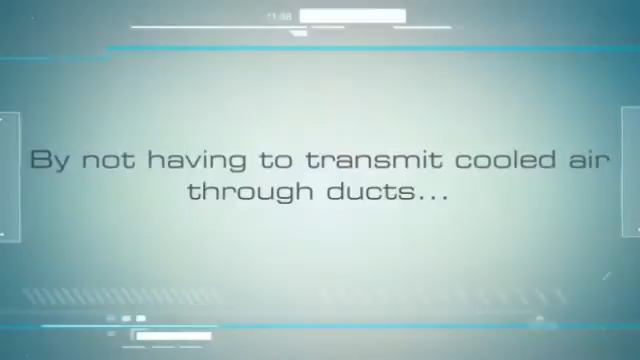 By not having to transmit cooled air
through ducts...